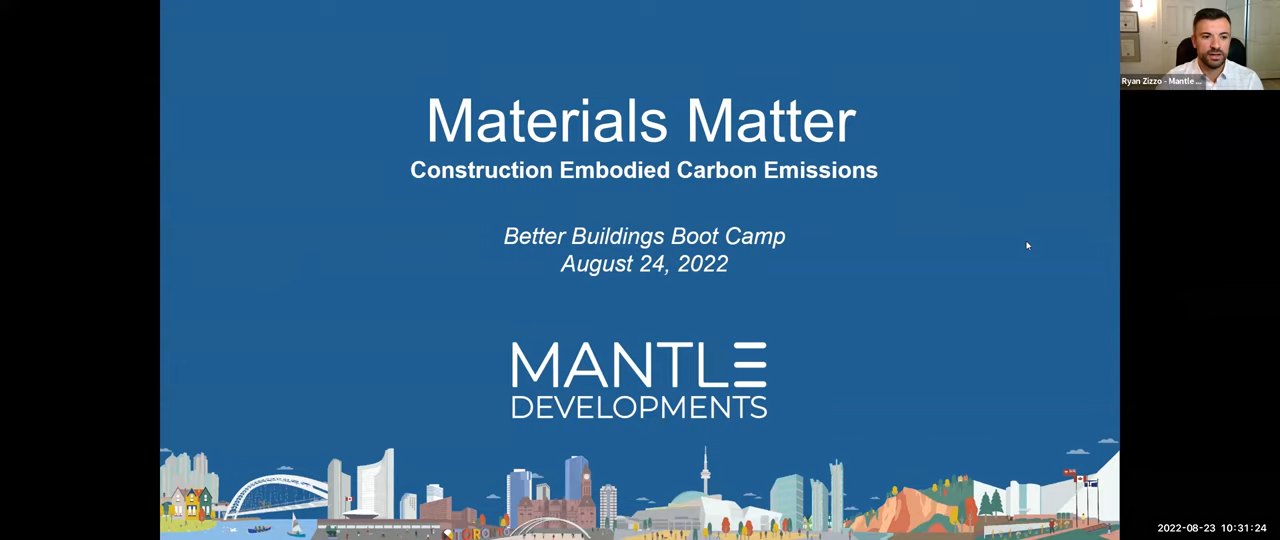 Materials Matter
Construction Embodied Carbon Emissions
Better Buildings Boot Camp
August 24, 2022
MANTLE
DEVELOPMENTS
TORONTO
Ryan Zizzo - Mantle ...
2022-08-23 10:31:24